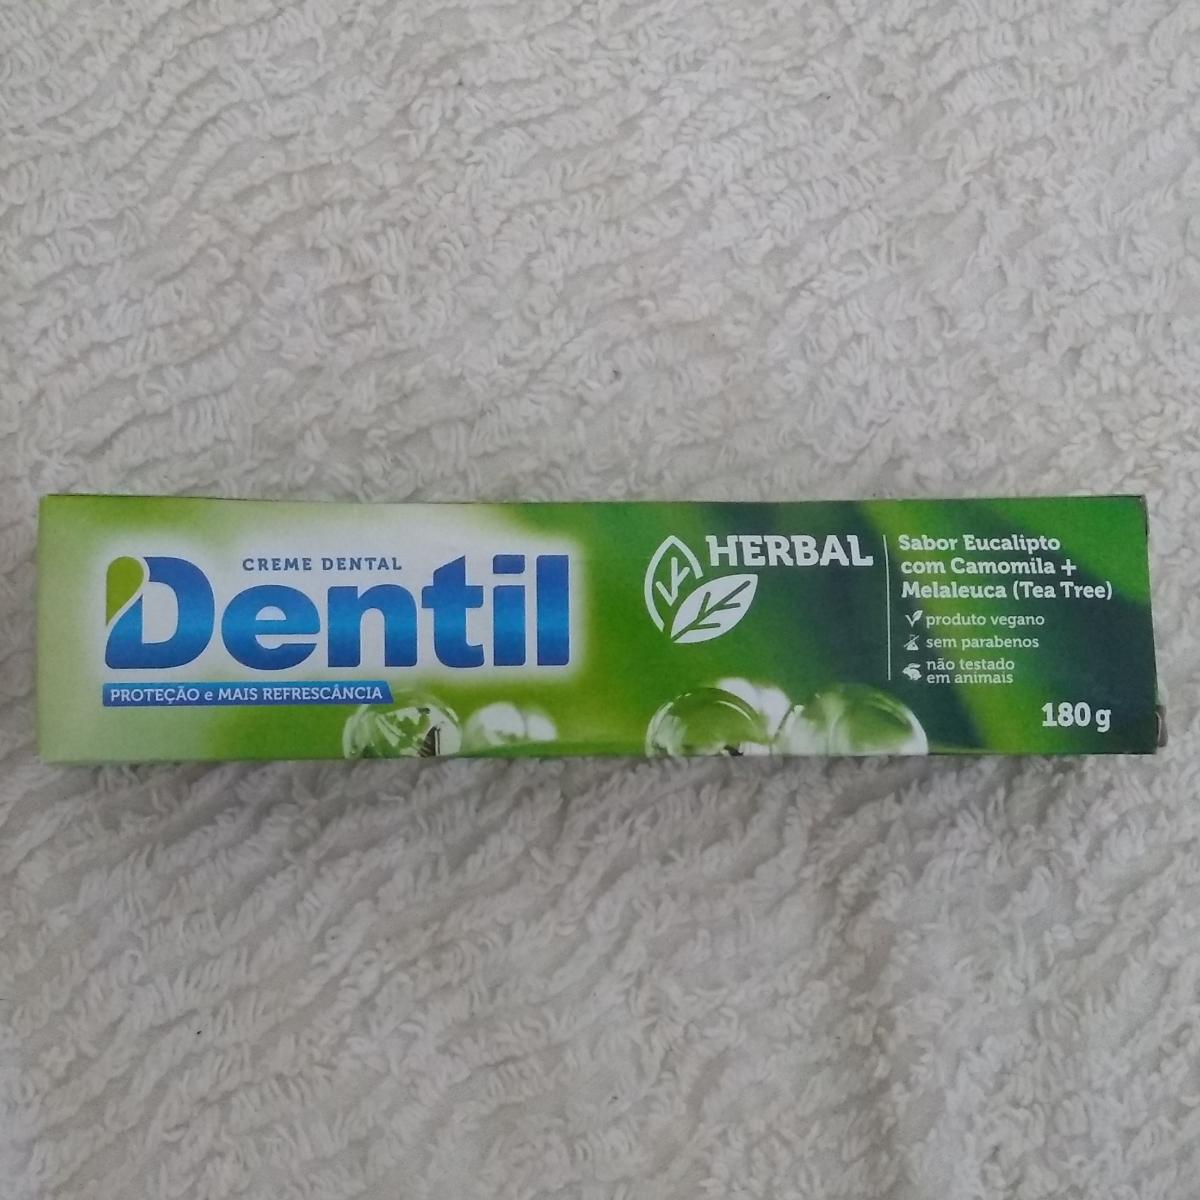 CREME DENTAL
Dentil
PROTEÇÃO e MAIS REFRESCÂNCIA
HERBAL
Sabor Eucalipto
com Camomila +
Melaleuca (Tea Tree)
produto vegano
sem parabenos
não testado
em animais
180 g